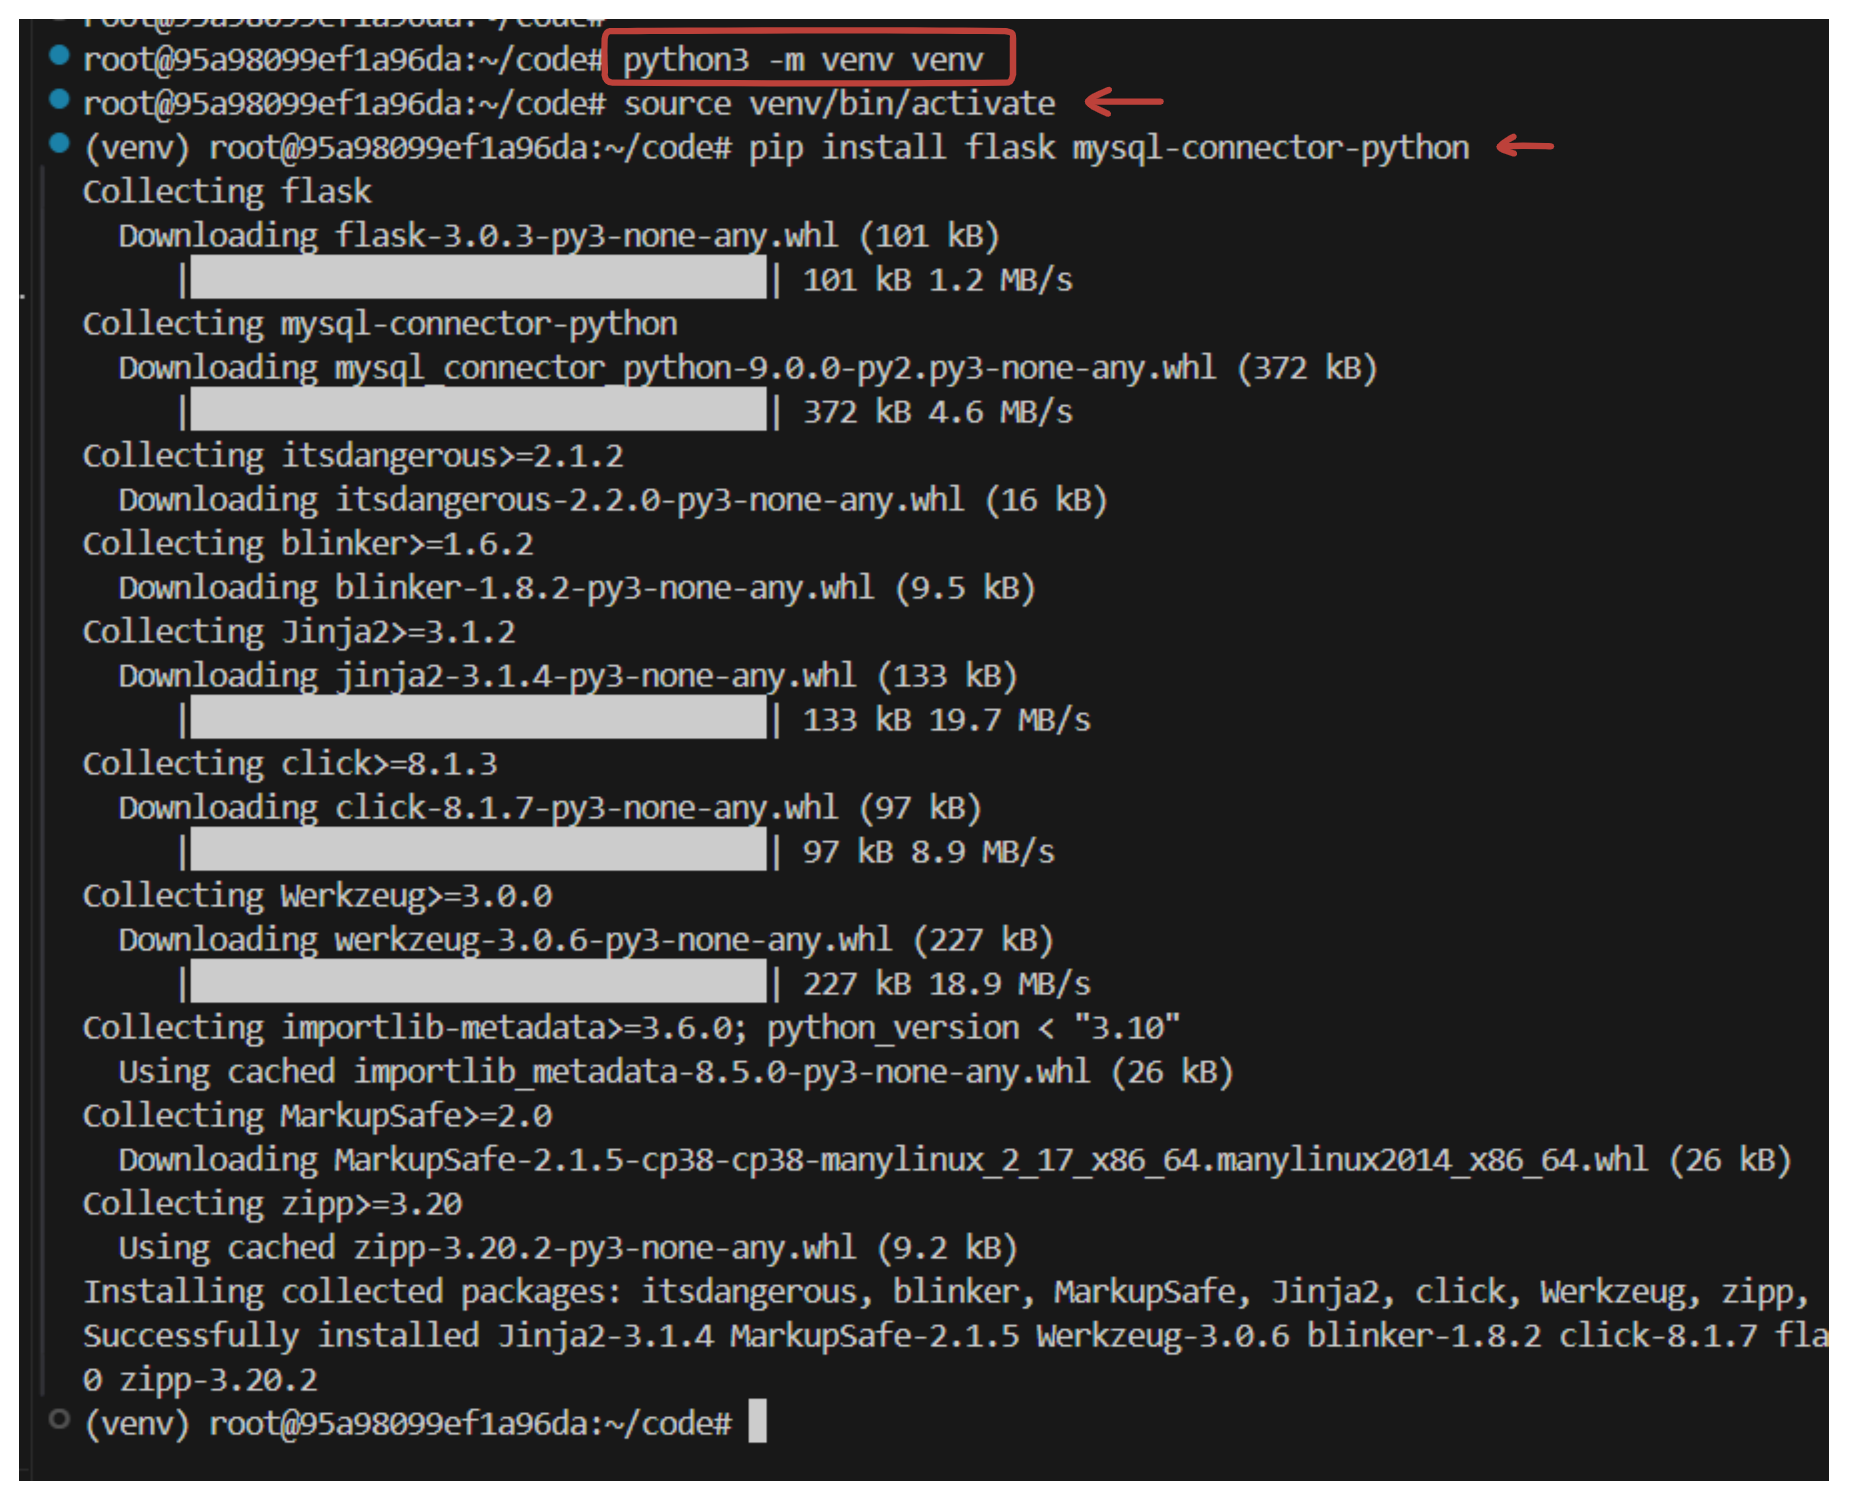 root@95a98099ef1a96da:~/code#
root@95a98099ef1a96da:~/code# python3 -m venv venv
root@95a98099ef1a96da:~/code# source venv/bin/activate
(venv) root@95a98099ef1a96da:~/code# pip install flask mysql-connector-python
Collecting flask
  Downloading flask-3.0.3-py3-none-any.whl (101 kB)
     |████████████████████████████████| 101 kB 1.2 MB/s
Collecting mysql-connector-python
  Downloading mysql_connector_python-9.0.0-py2.py3-none-any.whl (372 kB)
     |████████████████████████████████| 372 kB 4.6 MB/s
Collecting itsdangerous>=2.1.2
  Downloading itsdangerous-2.2.0-py3-none-any.whl (16 kB)
Collecting blinker>=1.6.2
  Downloading blinker-1.8.2-py3-none-any.whl (9.5 kB)
Collecting Jinja2>=3.1.2
  Downloading jinja2-3.1.4-py3-none-any.whl (133 kB)
     |████████████████████████████████| 133 kB 19.7 MB/s
Collecting click>=8.1.3
  Downloading click-8.1.7-py3-none-any.whl (97 kB)
     |████████████████████████████████| 97 kB 8.9 MB/s
Collecting Werkzeug>=3.0.0
  Downloading werkzeug-3.0.6-py3-none-any.whl (227 kB)
     |████████████████████████████████| 227 kB 18.9 MB/s
Collecting importlib-metadata>=3.6.0; python_version < "3.10"
  Using cached importlib_metadata-8.5.0-py3-none-any.whl (26 kB)
Collecting MarkupSafe>=2.0
  Downloading MarkupSafe-2.1.5-cp38-cp38-manylinux_2_17_x86_64.manylinux2014_x86_64.whl (26 kB)
Collecting zipp>=3.20
  Using cached zipp-3.20.2-py3-none-any.whl (9.2 kB)
Installing collected packages: itsdangerous, blinker, MarkupSafe, Jinja2, click, Werkzeug, zipp,
Successfully installed Jinja2-3.1.4 MarkupSafe-2.1.5 Werkzeug-3.0.6 blinker-1.8.2 click-8.1.7 fla
0 zipp-3.20.2
(venv) root@95a98099ef1a96da:~/code#